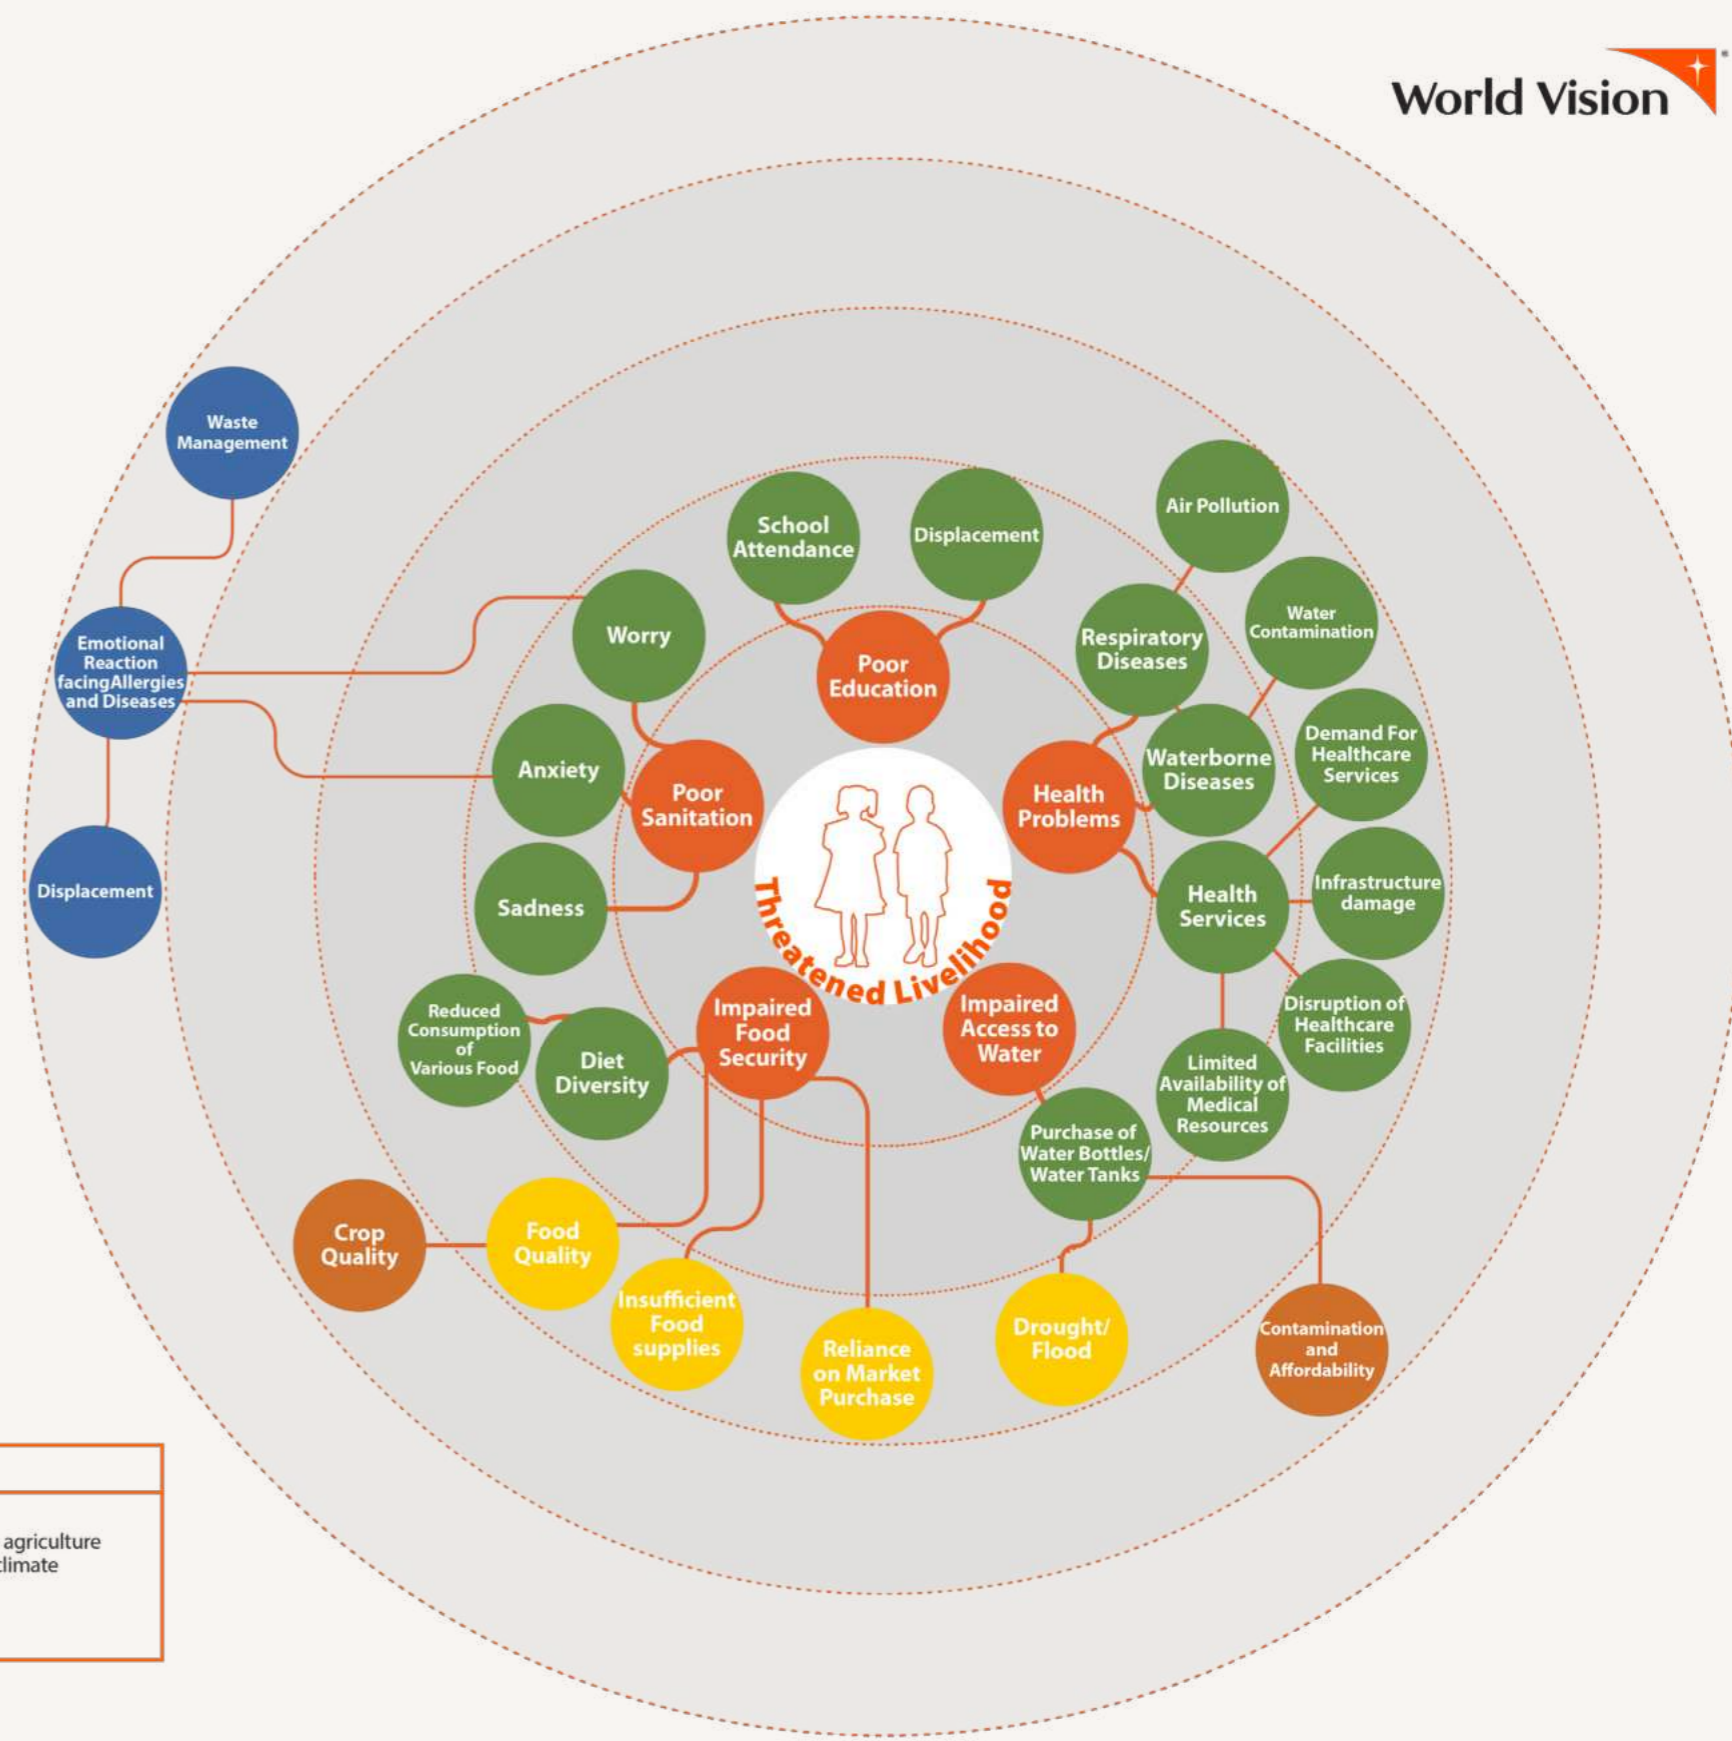 World Vision
Waste
Management
Emotional
Reaction
facingAllergies
and Diseases
Displacement
Worry
Anxiety
Sadness
Poor
Sanitation
School
Attendance
Displacement
Poor
Education
Air Pollution
Respiratory
Diseases
Water
Contamination
Waterborne
Diseases
Health
Problems
Demand For
Healthcare
Services
Health
Services
Infrastructure
damage
Disruption of
Healthcare
Facilities
Limited
Availability of
Medical
Resources
Threatened Livelihood
Impaired
Food
Security
Impaired
Access to
Water
Reduced
Consumption
of
Various Food
Diet
Diversity
Purchase of
Water Bottles/
Water Tanks
Crop
Quality
Food
Quality
Insufficient
Food
supplies
Reliance
on Market
Purchase
Drought/
Flood
Contamination
and
Affordability
agriculture
climate